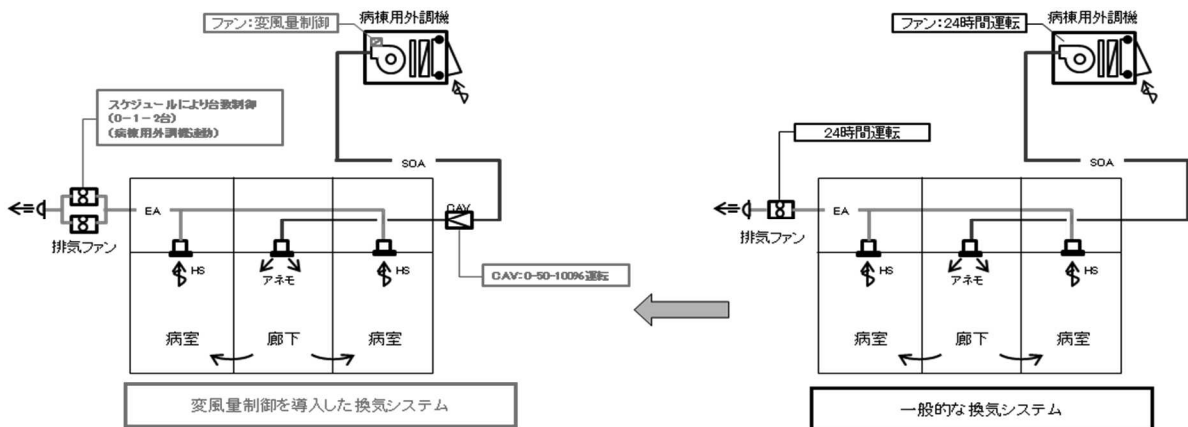 ファン：変風量制御
病棟用外調機
スケジュールにより台数制御
(0－1－2台)
(病棟用外調機連動)
SOA
EA
CAV
排気ファン
HS
アネモ
HS
CAV：0-50-100%運転
病室
廊下
病室
変風量制御を導入した換気システム
病棟用外調機
ファン：24時間運転
24時間運転
SOA
EA
排気ファン
HS
アネモ
HS
病室
廊下
病室
一般的な換気システム